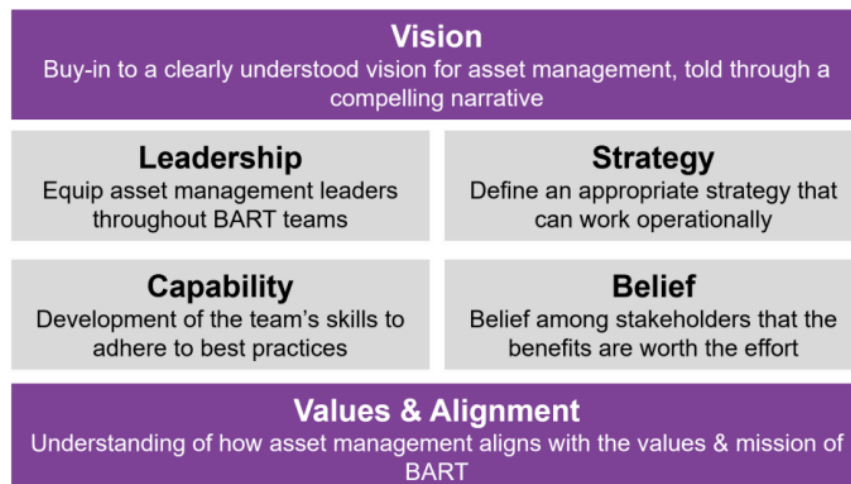 Vision
Buy-in to a clearly understood vision for asset management, told through a
compelling narrative
Leadership
Equip asset management leaders
throughout BART teams
Strategy
Define an appropriate strategy that
can work operationally
Capability
Development of the team's skills to
adhere to best practices
Belief
Belief among stakeholders that the
benefits are worth the effort
Values & Alignment
Understanding of how asset management aligns with the values & mission of
BART